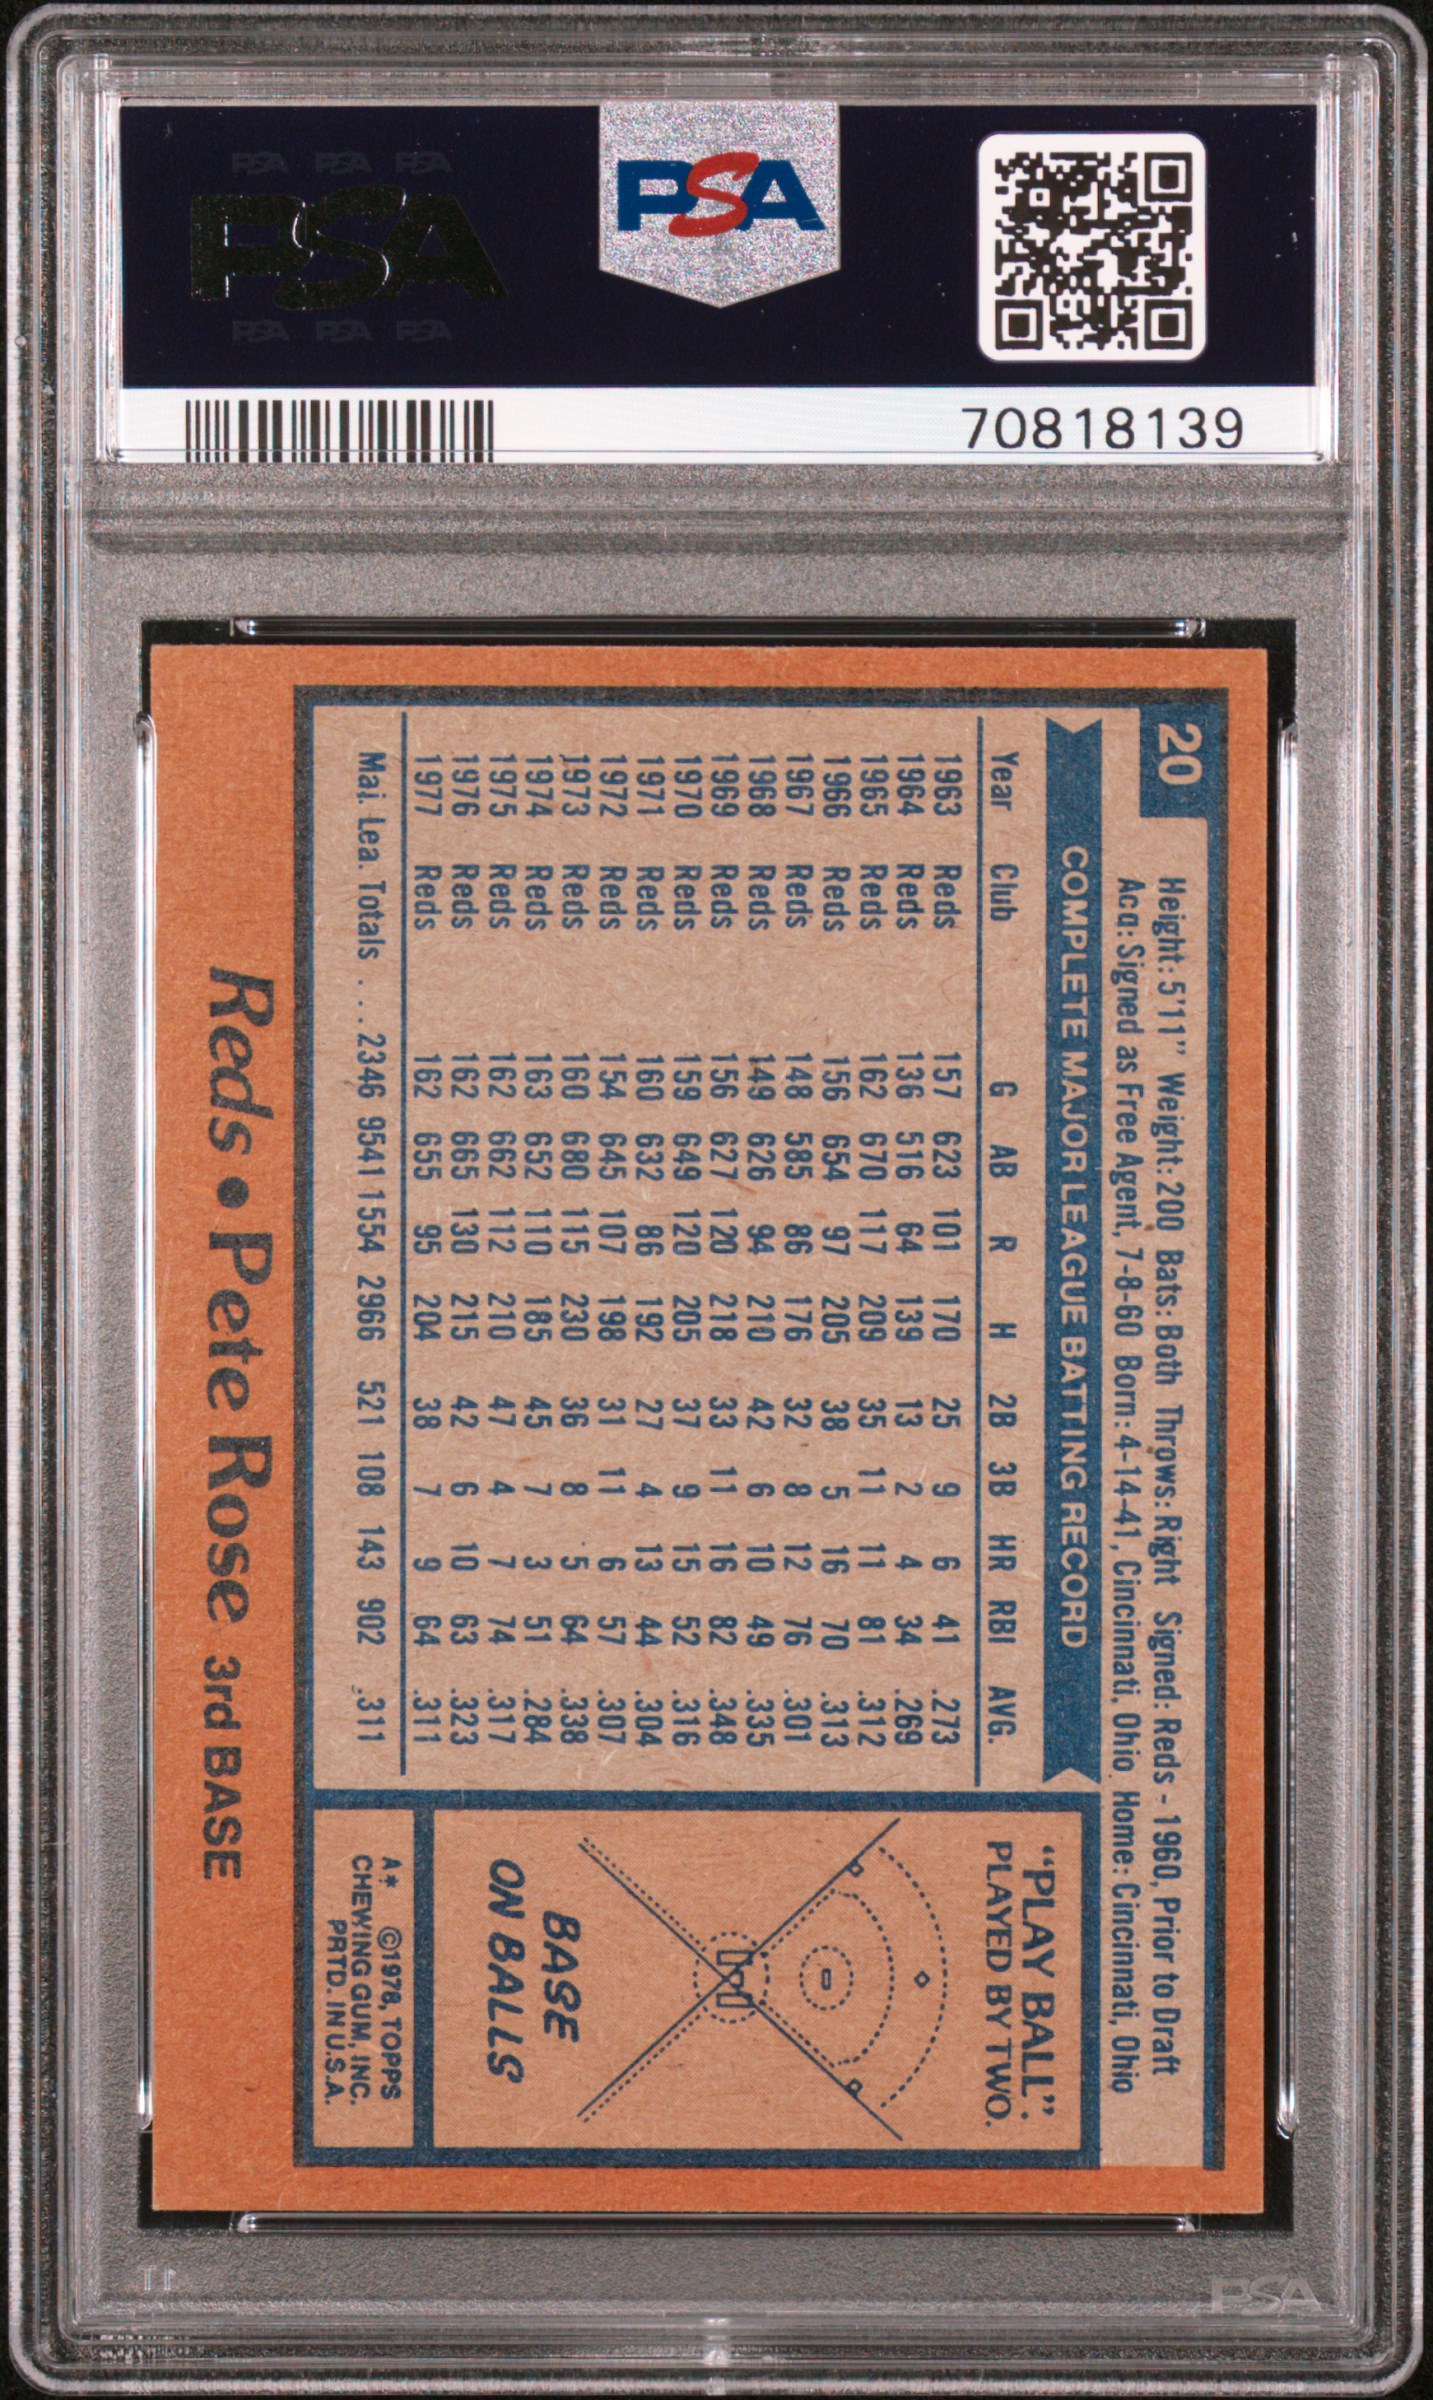 PSA PSA PSA
PSA
PSA PSA PSA
PSA
70818139
20
Height: 5'11" Weight: 200 Bats: Both Throws: Right Signed: Reds - 1960, Prior to Draft
Acq: Signed as Free Agent, 7-8-60 Born: 4-14-41, Cincinnati, Ohio Home: Cincinnati, Ohio
COMPLETE MAJOR LEAGUE BATTING RECORD
Year Club G AB R H 2B 3B HR RBI AVG.
1963 Reds 157 623 101 170 25 9 6 41 .273
1964 Reds 136 516 64 139 13 2 4 34 .269
1965 Reds 162 670 117 209 35 11 11 81 .312
1966 Reds 156 654 97 205 38 5 16 70 .313
1967 Reds 148 585 86 176 32 8 12 76 .301
1968 Reds 149 626 94 210 42 6 10 49 .335
1969 Reds 156 627 120 218 33 11 16 82 .348
1970 Reds 159 649 120 205 37 9 15 52 .316
1971 Reds 160 632 86 192 27 4 13 44 .304
1972 Reds 154 645 107 198 31 11 6 57 .307
1973 Reds 160 680 115 230 36 8 5 64 .338
1974 Reds 163 652 110 185 45 7 3 51 .284
1975 Reds 162 662 112 210 47 4 7 74 .317
1976 Reds 162 665 130 215 42 6 10 63 .323
1977 Reds 162 655 95 204 38 7 9 64 .311
Maj. Lea. Totals . . . 2346 9541 1554 2966 521 108 143 902 .311
"PLAY BALL":
PLAYED BY TWO.
BASE
ON BALLS
A* ©1978, TOPPS
CHEWING GUM, INC.
PRTD. IN U.S.A.
Reds • Pete Rose 3rd BASE
PSA